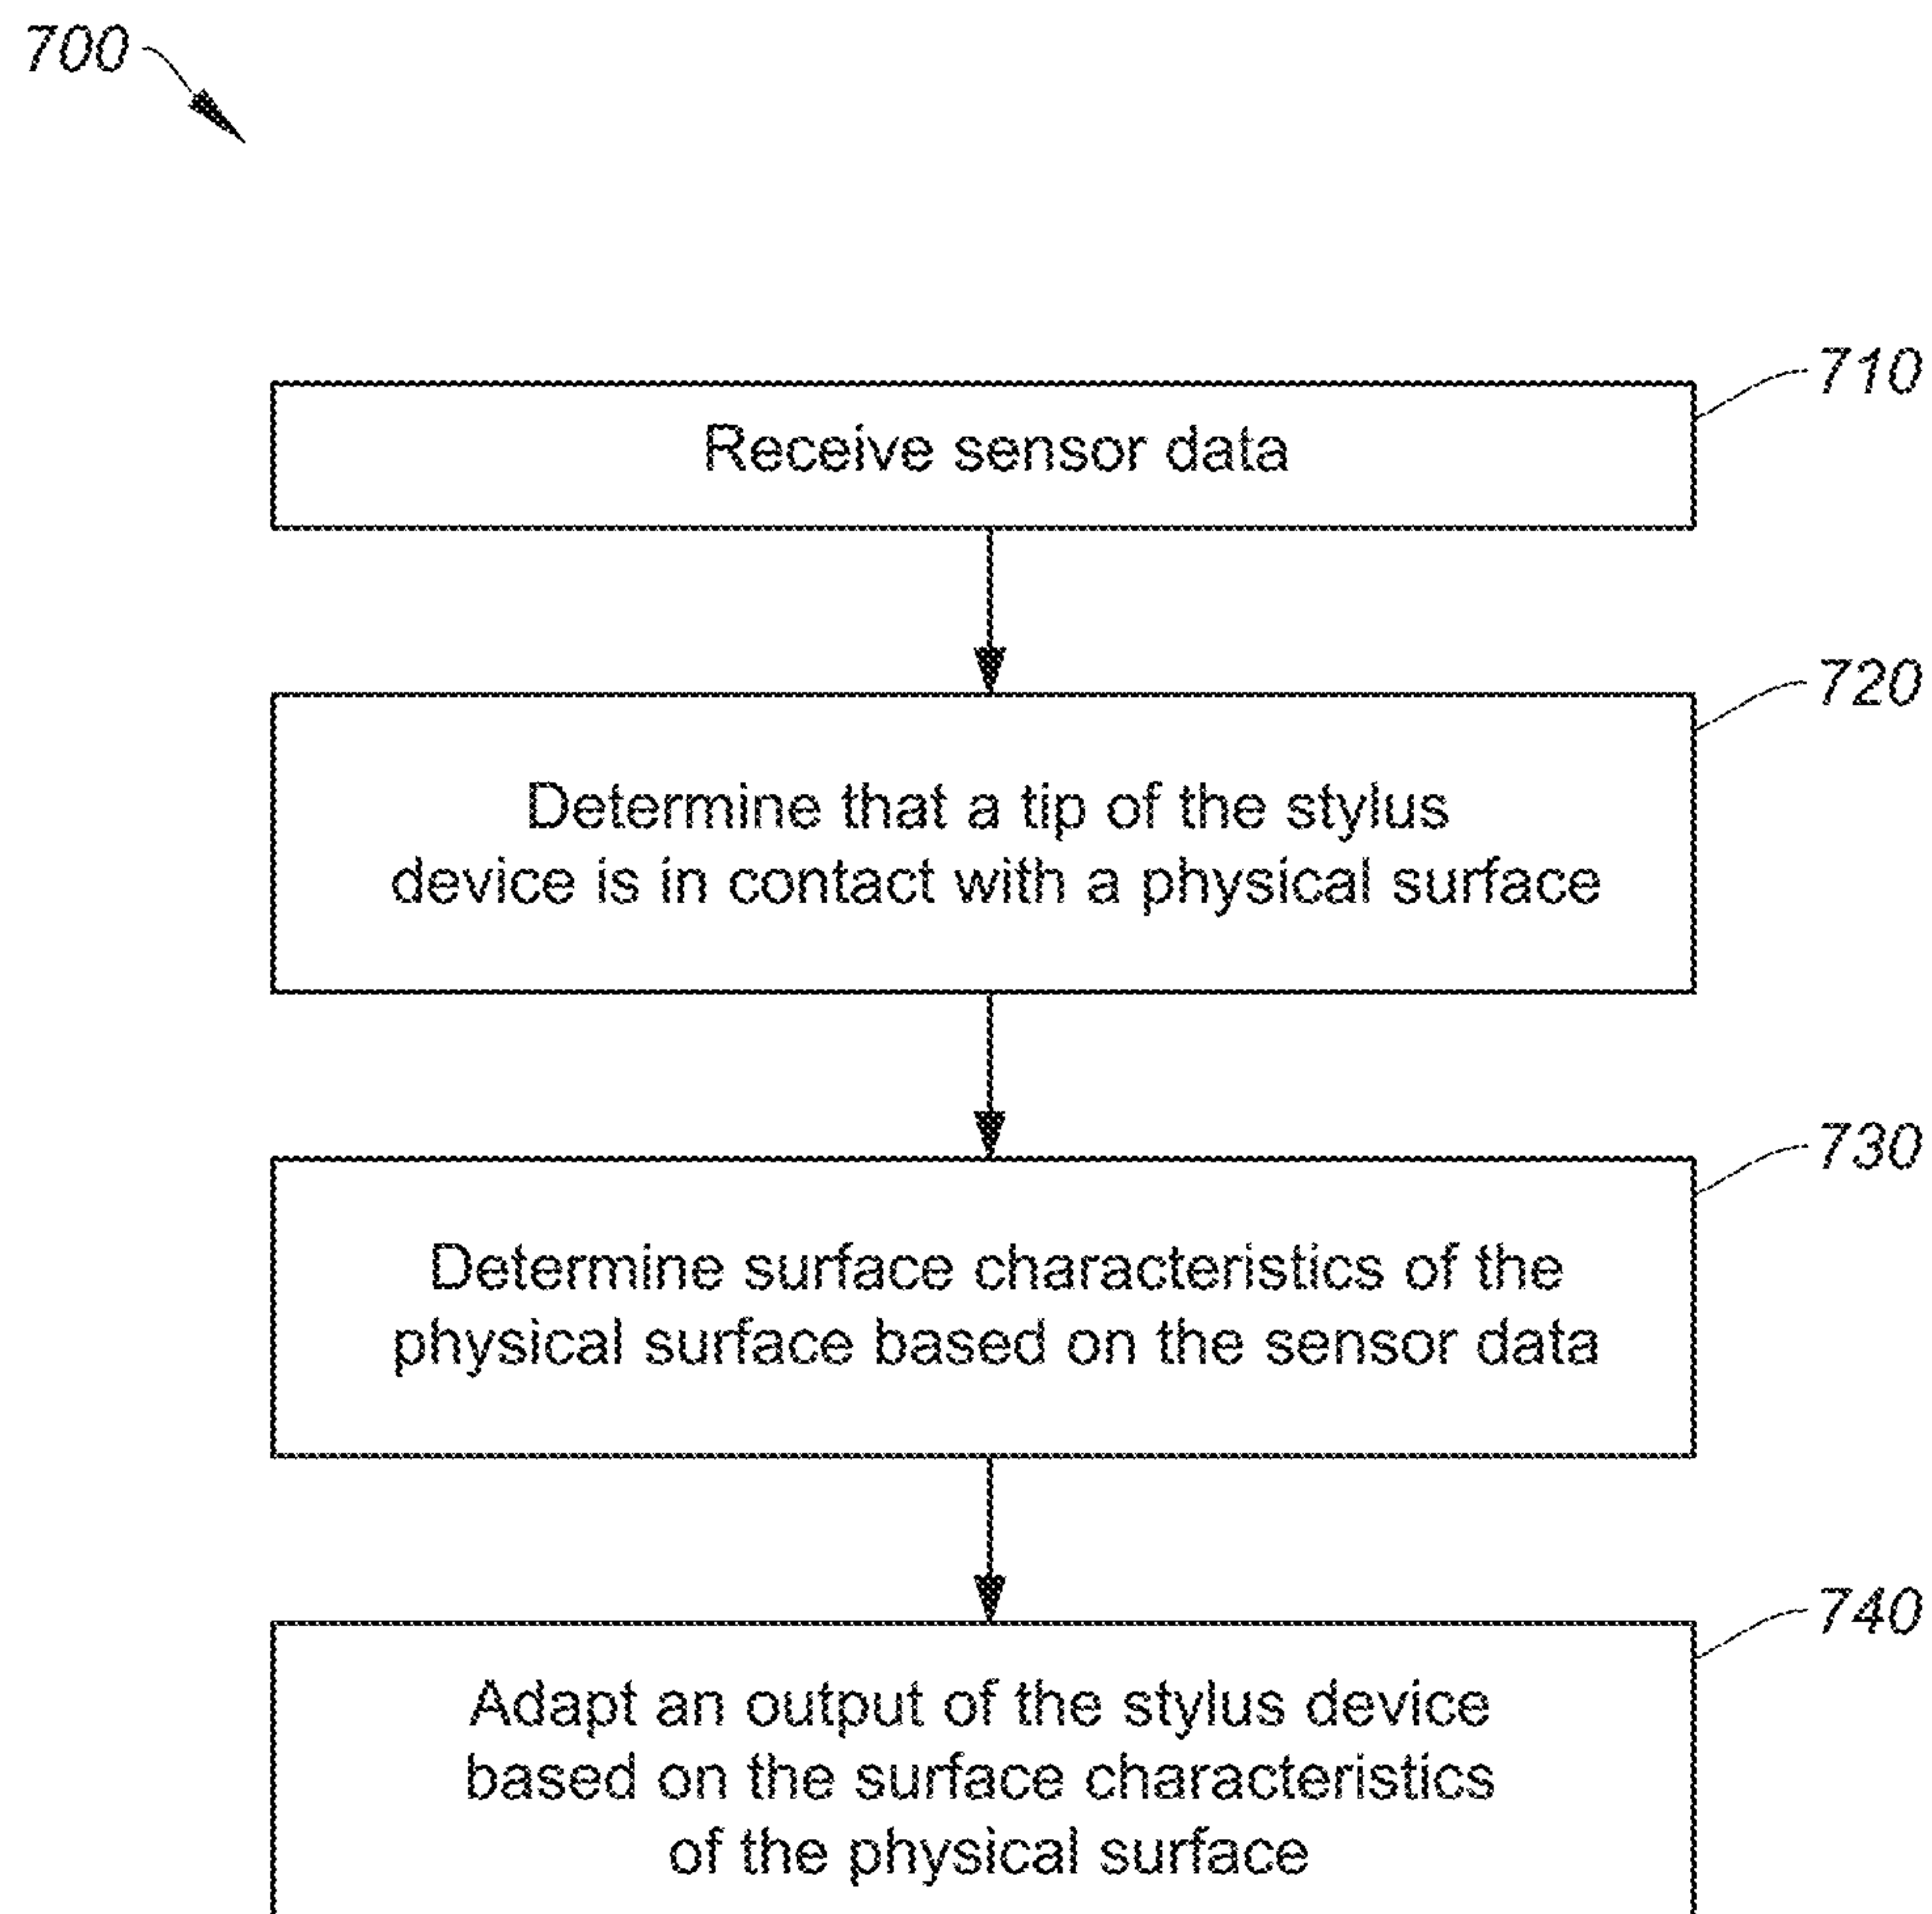 700
710
Receive sensor data
720
Determine that a tip of the stylus
device is in contact with a physical surface
730
Determine surface characteristics of the
physical surface based on the sensor data
740
Adapt an output of the stylus device
based on the surface characteristics
of the physical surface